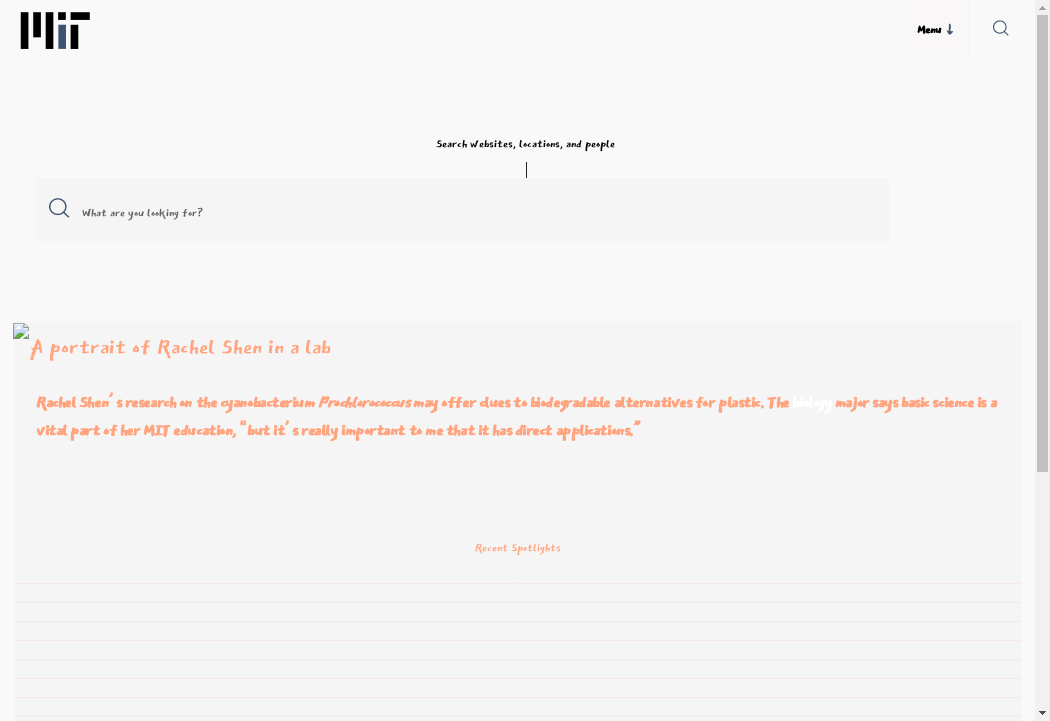 MIT
Menu ↓
Search websites, locations, and people
What are you looking for?
A portrait of Rachel Shen in a lab
Rachel Shen’s research on the cyanobacterium Prochlorococcus may offer clues to biodegradable alternatives for plastic. The biology major says basic science is a
vital part of her MIT education, “but it’s really important to me that it has direct applications.”
Recent Spotlights